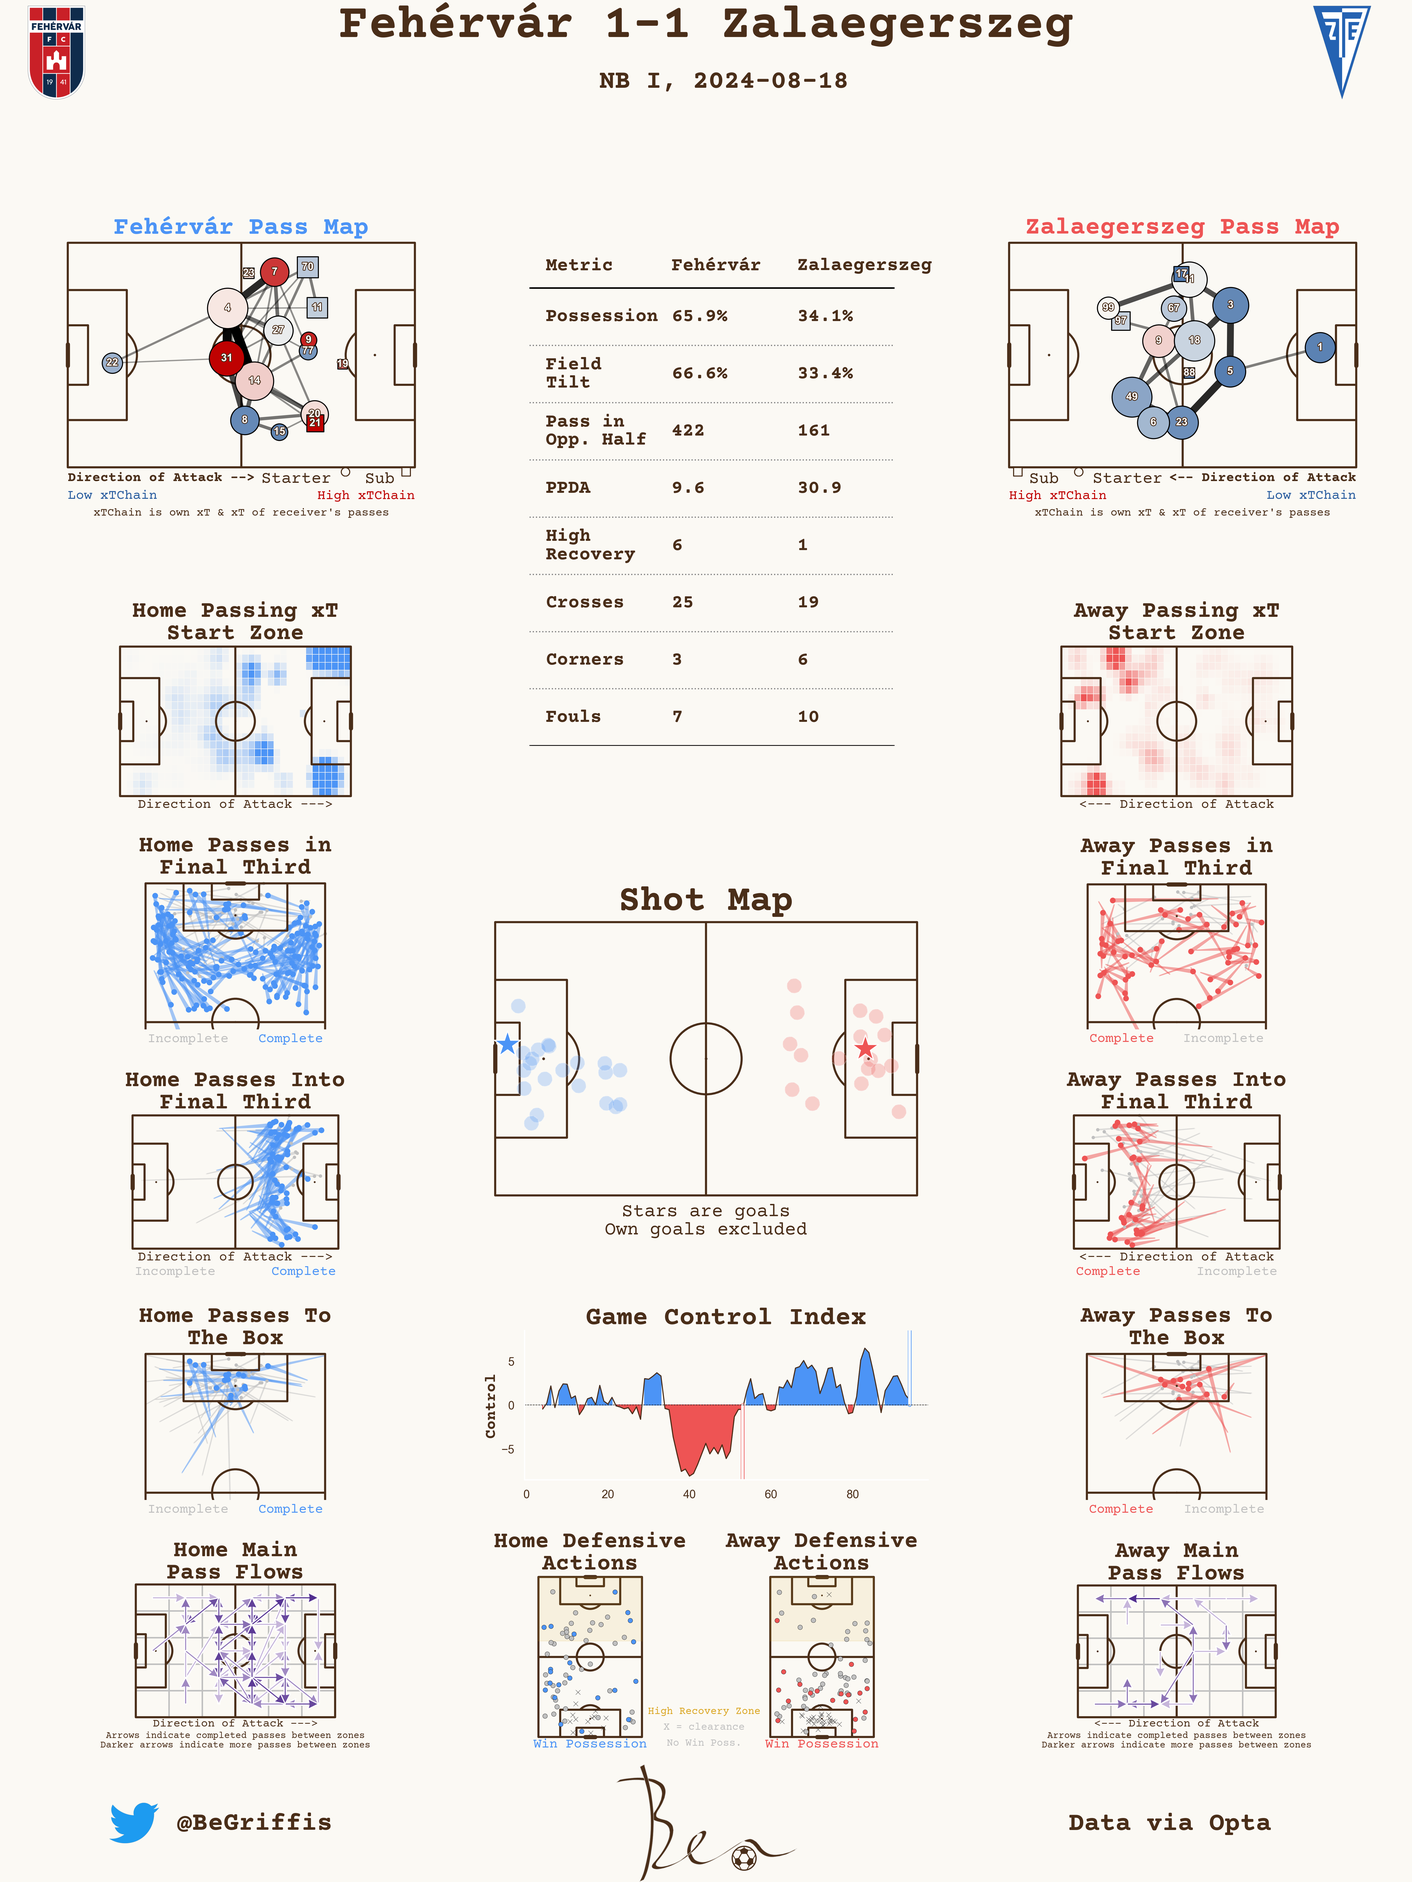 Fehérvár 1-1 Zalaegerszeg
NB I, 2024-08-18
FEHÉRVÁR
F C
19 41
ZTE
Fehérvár Pass Map
23 7 70
4 11
27
9
77
22 31 19
14
20
8 21
15
Direction of Attack --> Starter Sub
Low xTChain High xTChain
xTChain is own xT & xT of receiver's passes
Metric Fehérvár Zalaegerszeg
Possession 65.9% 34.1%
Field
Tilt 66.6% 33.4%
Pass in
Opp. Half 422 161
PPDA 9.6 30.9
High
Recovery 6 1
Crosses 25 19
Corners 3 6
Fouls 7 10
Zalaegerszeg Pass Map
17 11
99 67 3
97
9 18 1
88 5
49
6 23
Sub Starter <-- Direction of Attack
High xTChain Low xTChain
xTChain is own xT & xT of receiver's passes
Home Passing xT
Start Zone
Direction of Attack --->
Away Passing xT
Start Zone
<--- Direction of Attack
Home Passes in
Final Third
Incomplete Complete
Away Passes in
Final Third
Complete Incomplete
Shot Map
Stars are goals
Own goals excluded
Home Passes Into
Final Third
Direction of Attack --->
Incomplete Complete
Away Passes Into
Final Third
<--- Direction of Attack
Complete Incomplete
Home Passes To
The Box
Incomplete Complete
Game Control Index
Control
5
0
−5
0 20 40 60 80
Away Passes To
The Box
Complete Incomplete
Home Main
Pass Flows
Direction of Attack --->
Arrows indicate completed passes between zones
Darker arrows indicate more passes between zones
Home Defensive
Actions
Win Possession
High Recovery Zone
X = clearance
No Win Poss.
Away Defensive
Actions
Win Possession
Away Main
Pass Flows
<--- Direction of Attack
Arrows indicate completed passes between zones
Darker arrows indicate more passes between zones
@BeGriffis
Ben
Data via Opta